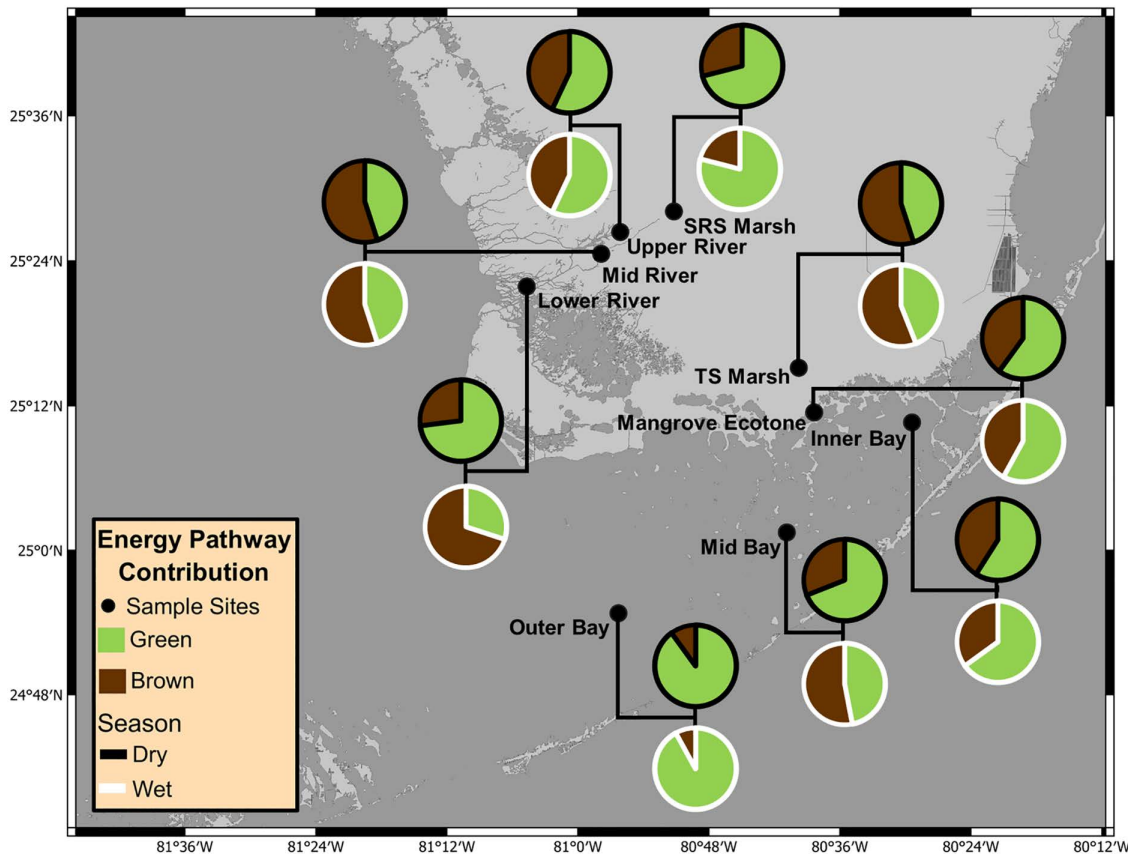 25°36'N
25°24'N
25°12'N
25°0'N
24°48'N
SRS Marsh
Upper River
Mid River
Lower River
TS Marsh
Mangrove Ecotone
Inner Bay
Mid Bay
Outer Bay
Energy Pathway
Contribution
Sample Sites
Green
Brown
Season
Dry
Wet
81°36'W
81°24'W
81°12'W
81°0'W
80°48'W
80°36'W
80°24'W
80°12'W